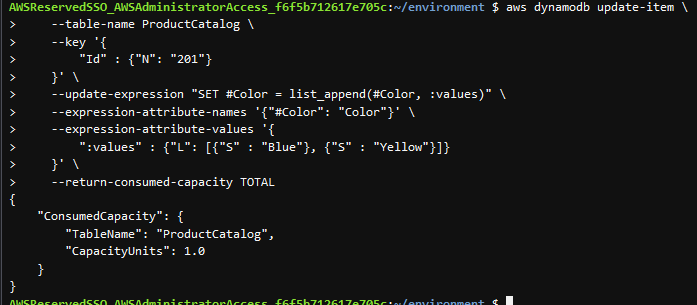 AWSReservedSSO_AWSAdministratorAccess_f6f5b712617e705c:~/environment $ aws dynamodb update-item \
>     --table-name ProductCatalog \
>     --key '{
>         "Id" : {"N": "201"}
>     }' \
>     --update-expression "SET #Color = list_append(#Color, :values)" \
>     --expression-attribute-names '{"#Color": "Color"}' \
>     --expression-attribute-values '{
>         ":values" : {"L": [{"S" : "Blue"}, {"S" : "Yellow"}]}
>     }' \
>     --return-consumed-capacity TOTAL
{
    "ConsumedCapacity": {
        "TableName": "ProductCatalog",
        "CapacityUnits": 1.0
    }
}
AWSReservedSSO_AWSAdministratorAccess_f6f5b712617e705c:~/environment $